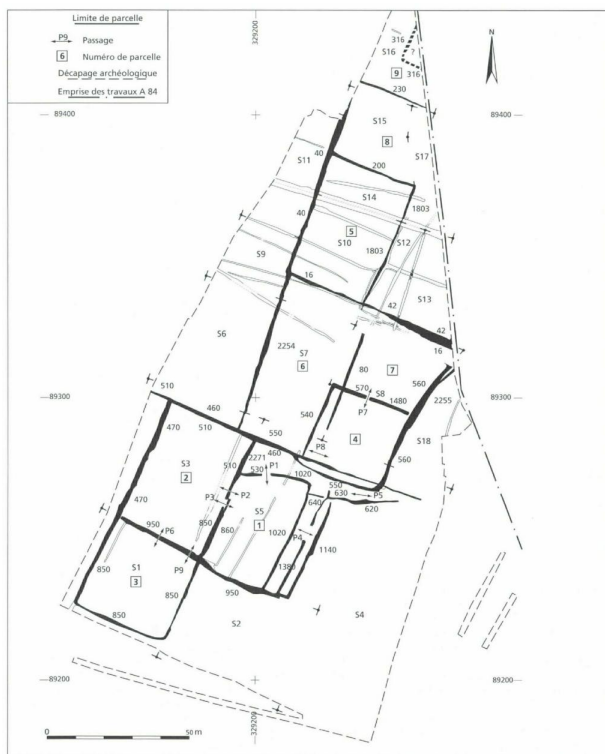 Limite de parcelle
P9 Passage
6 Numéro de parcelle
Décapage archéologique
Emprise des travaux A 84
329200
N
316
S16
?
316
9
230
89400
89400
S15
8
S17
S11
40
200
S14
1803
40
5
S10
1803
S12
S9
16
S13
42
42
16
S6
2254
S7
6
80
7
570
S8
560
2255
89300
89300
510
540
1480
P7
460
4
S18
470
510
550
P8
2271
460
560
510
530
P1
1020
S3
550
2
640
630
P5
620
P3
P2
S5
470
850
860
1
1020
P4
1140
950
P6
S1
P9
1380
3
850
850
950
S2
S4
850
89200
89200
329200
0
50 m